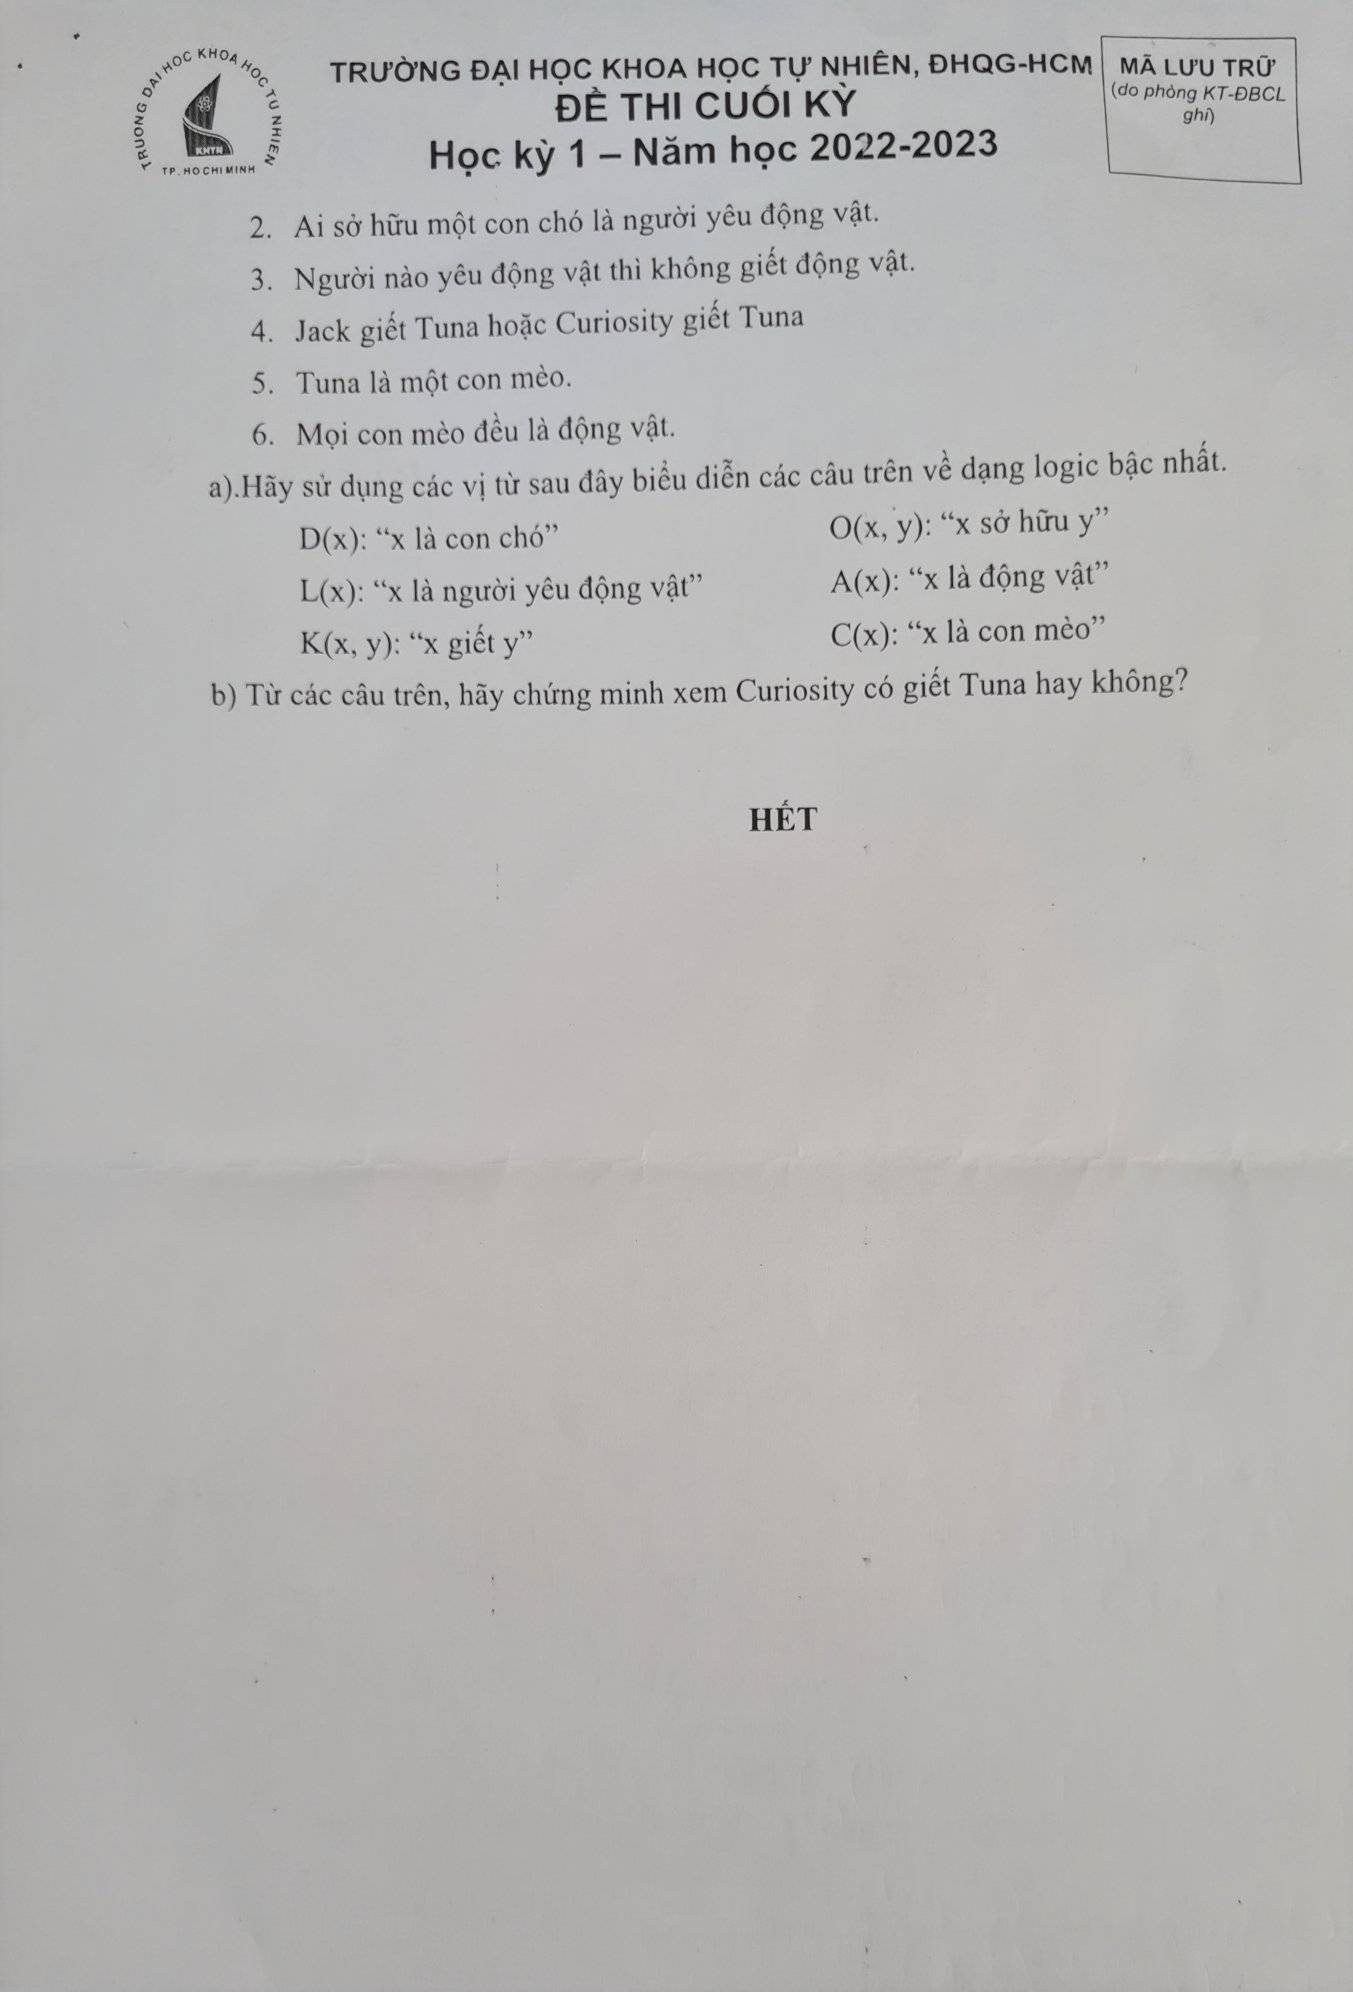 TRƯỜNG ĐẠI HỌC KHOA HỌC TỰ NHIÊN
KHTN
TP. HO CHI MINH
TRƯỜNG ĐẠI HỌC KHOA HỌC TỰ NHIÊN, ĐHQG-HCM
ĐỀ THI CUỐI KỲ
Học kỳ 1 – Năm học 2022-2023
MÃ LƯU TRỮ
(do phòng KT-ĐBCL
ghi)
2. Ai sở hữu một con chó là người yêu động vật.
3. Người nào yêu động vật thì không giết động vật.
4. Jack giết Tuna hoặc Curiosity giết Tuna
5. Tuna là một con mèo.
6. Mọi con mèo đều là động vật.
a).Hãy sử dụng các vị từ sau đây biểu diễn các câu trên về dạng logic bậc nhất.
D(x): “x là con chó” O(x, y): “x sở hữu y”
L(x): “x là người yêu động vật” A(x): “x là động vật”
K(x, y): “x giết y” C(x): “x là con mèo”
b) Từ các câu trên, hãy chứng minh xem Curiosity có giết Tuna hay không?
HẾT